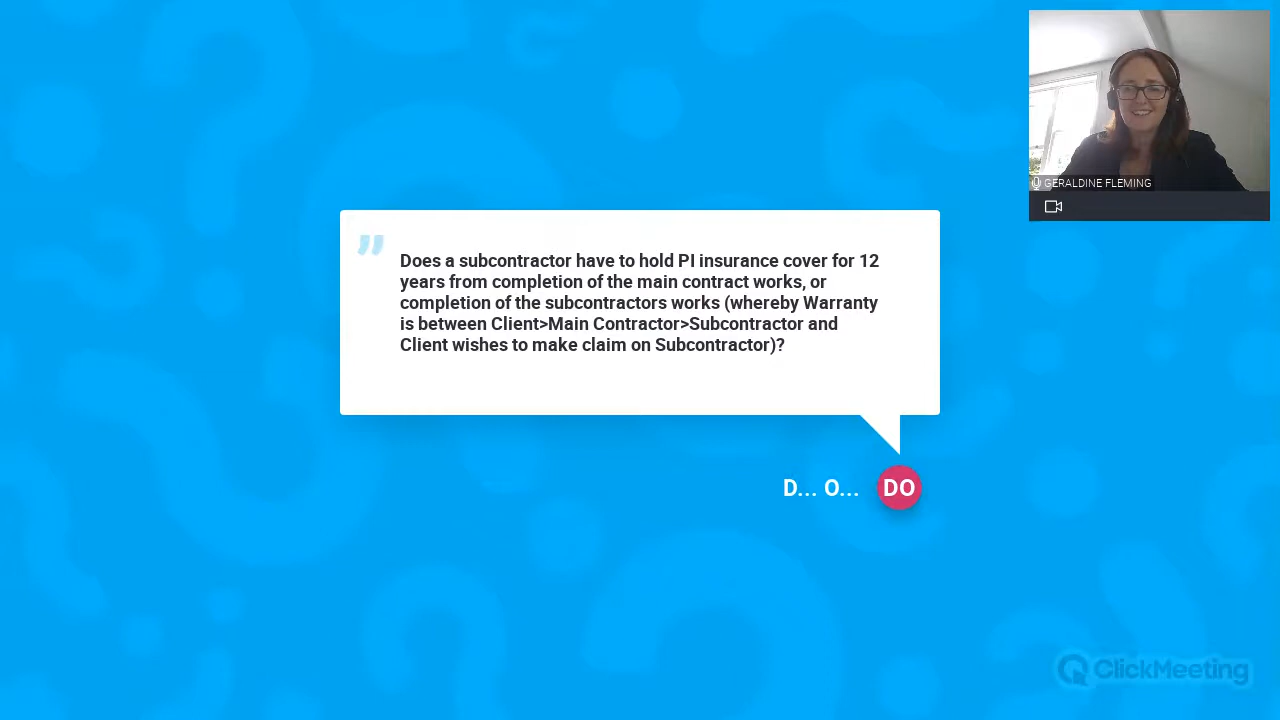 GERALDINE FLEMING
Does a subcontractor have to hold PI insurance cover for 12
years from completion of the main contract works, or
completion of the subcontractors works (whereby Warranty
is between Client>Main Contractor>Subcontractor and
Client wishes to make claim on Subcontractor)?
D... O... DO
ClickMeeting